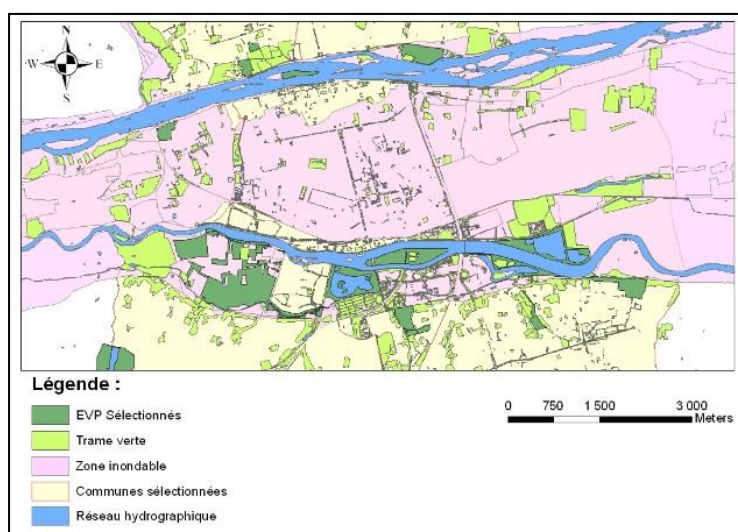 N
W E
S
Légende :
EVP Sélectionnés
Trame verte
Zone inondable
Communes sélectionnées
Réseau hydrographique
0 750 1 500 3 000
Meters